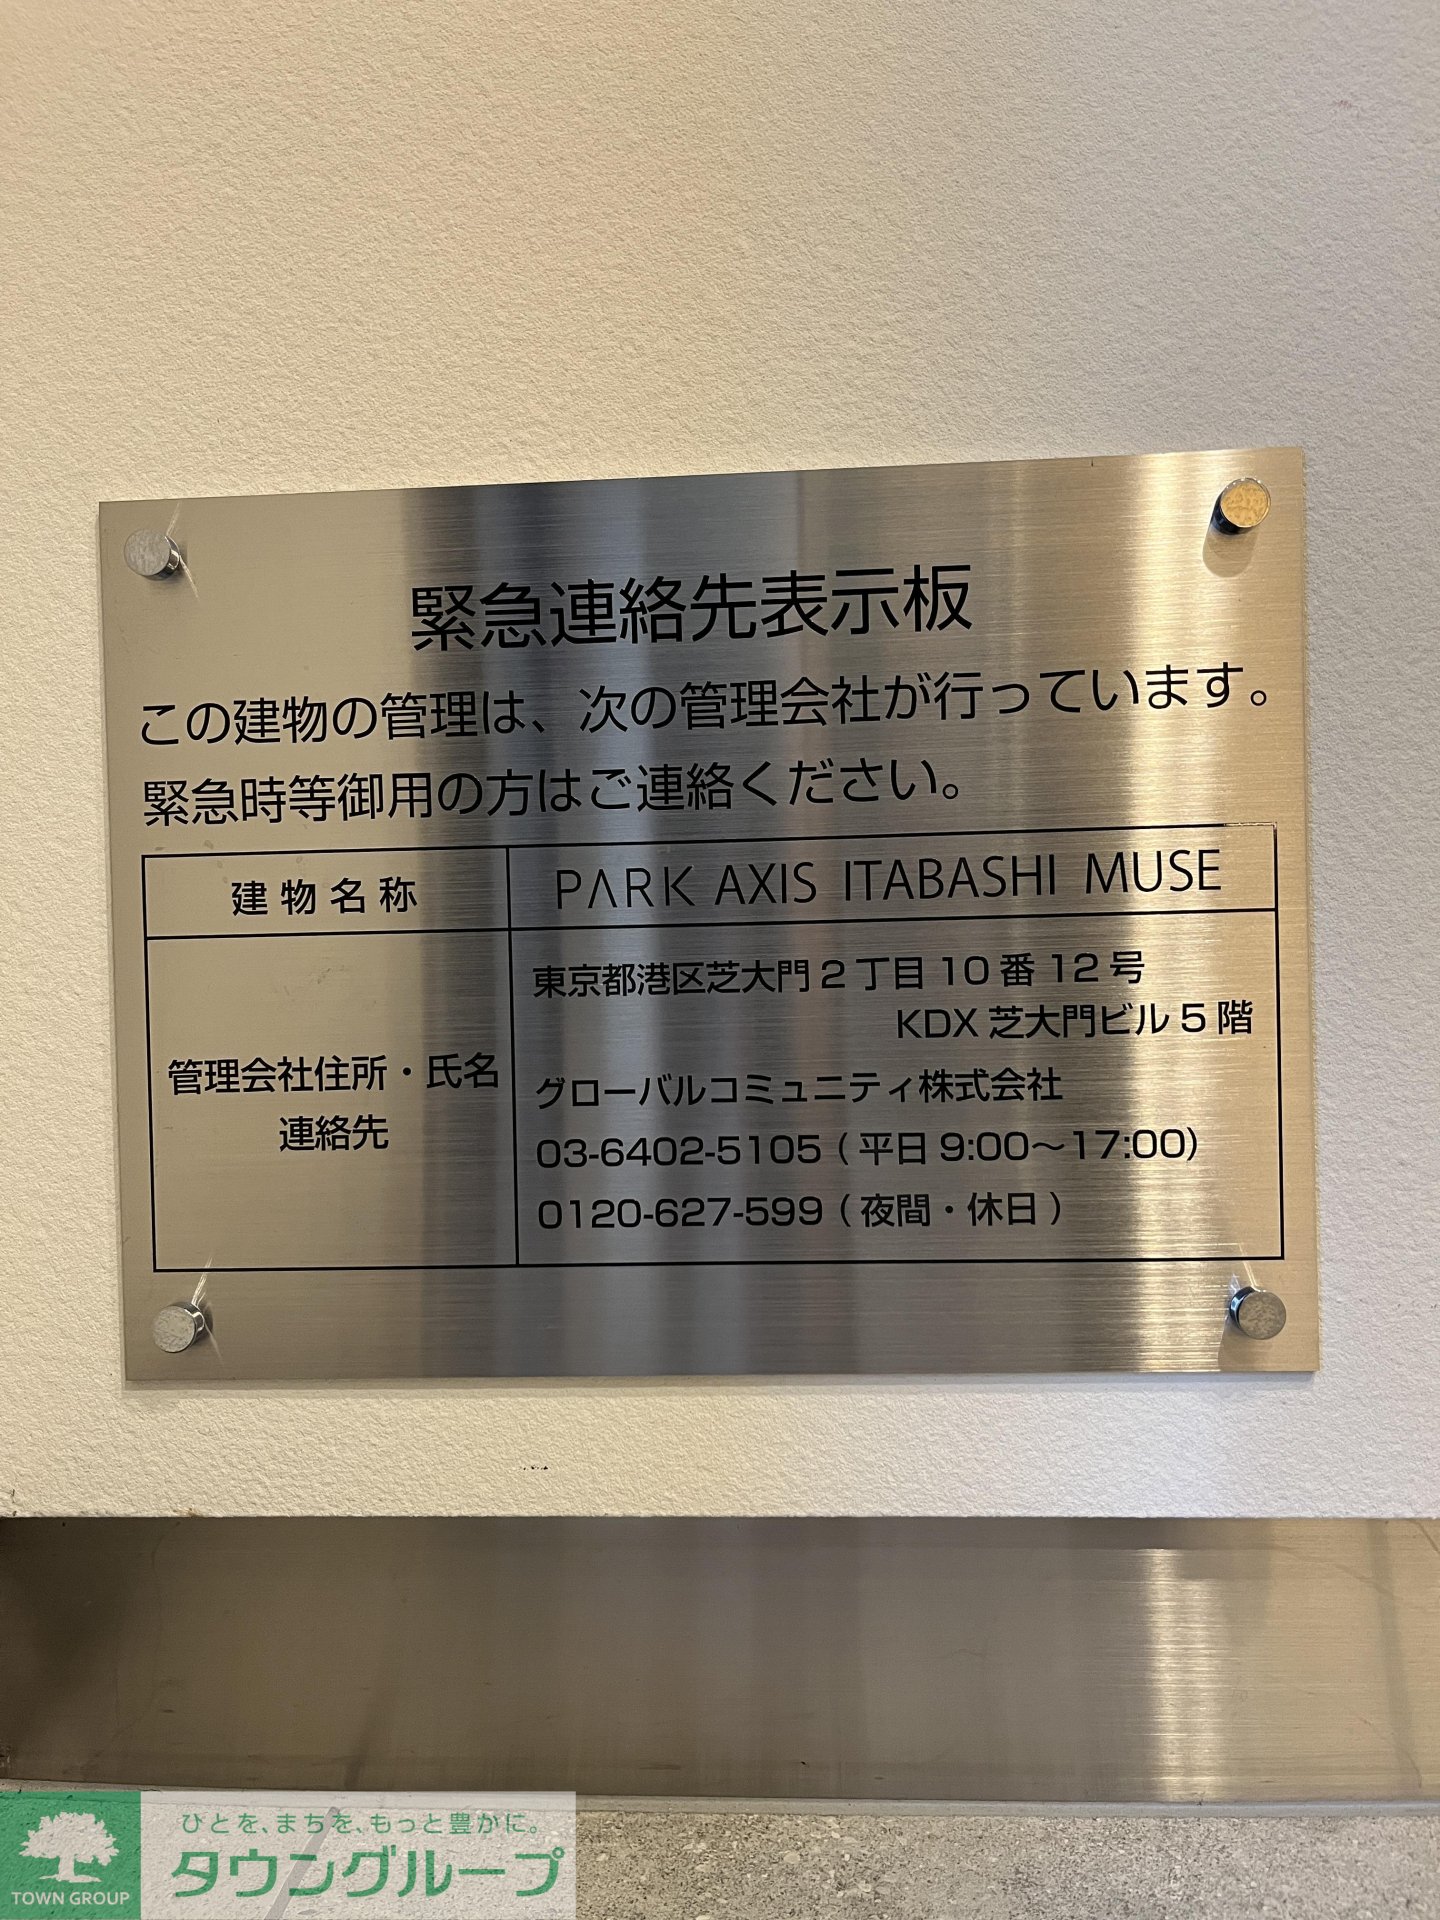 緊急連絡先表示板
この建物の管理は、次の管理会社が行っています。
緊急時等御用の方はご連絡ください。
建物名称
PARK AXIS ITABASHI MUSE
管理会社住所・氏名
連絡先
東京都港区芝大門2丁目10番12号
KDX 芝大門ビル5階
グローバルコミュニティ株式会社
03-6402-5105 (平日9:00～17:00)
0120-627-599 (夜間・休日)
ひとを、まちを、もっと豊かに。
タウングループ
TOWN GROUP